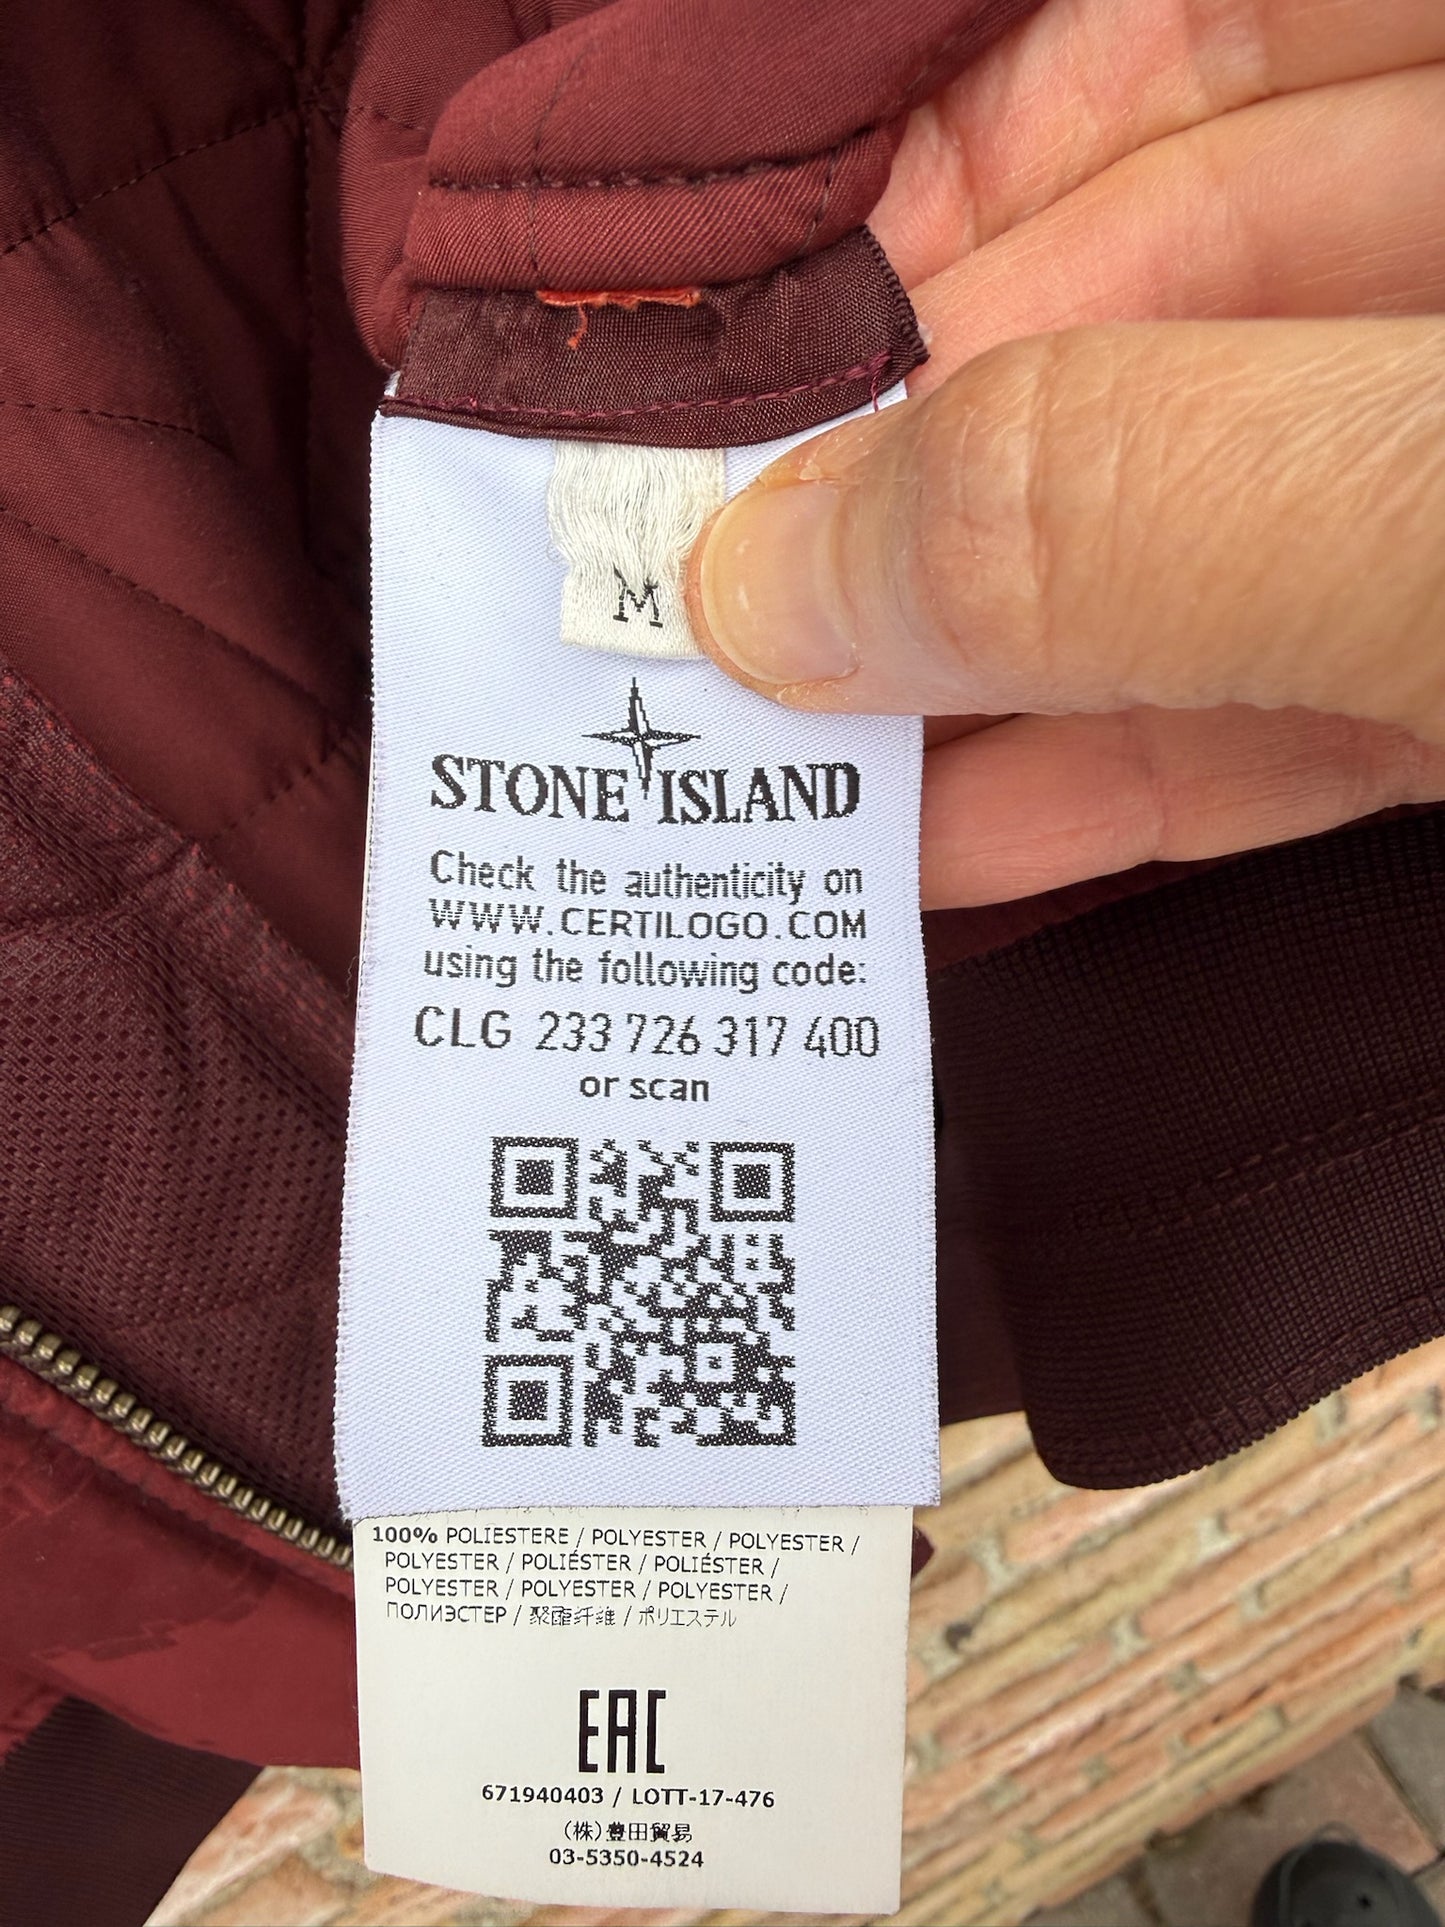 M
STONE ISLAND
Check the authenticity on
WWW.CERTILOGO.COM
using the following code:
CLG 233 726 317 400
or scan
100% POLIESTERE / POLYESTER / POLYESTER /
POLYESTER / POLIÉSTER / POLIÉSTER /
POLYESTER / POLYESTER / POLYESTER /
ПОЛИЭСТЕР / 聚酯纤维 / ポリエステル
EAC
671940403 / LOTT-17-476
(株)豊田貿易
03-5350-4524